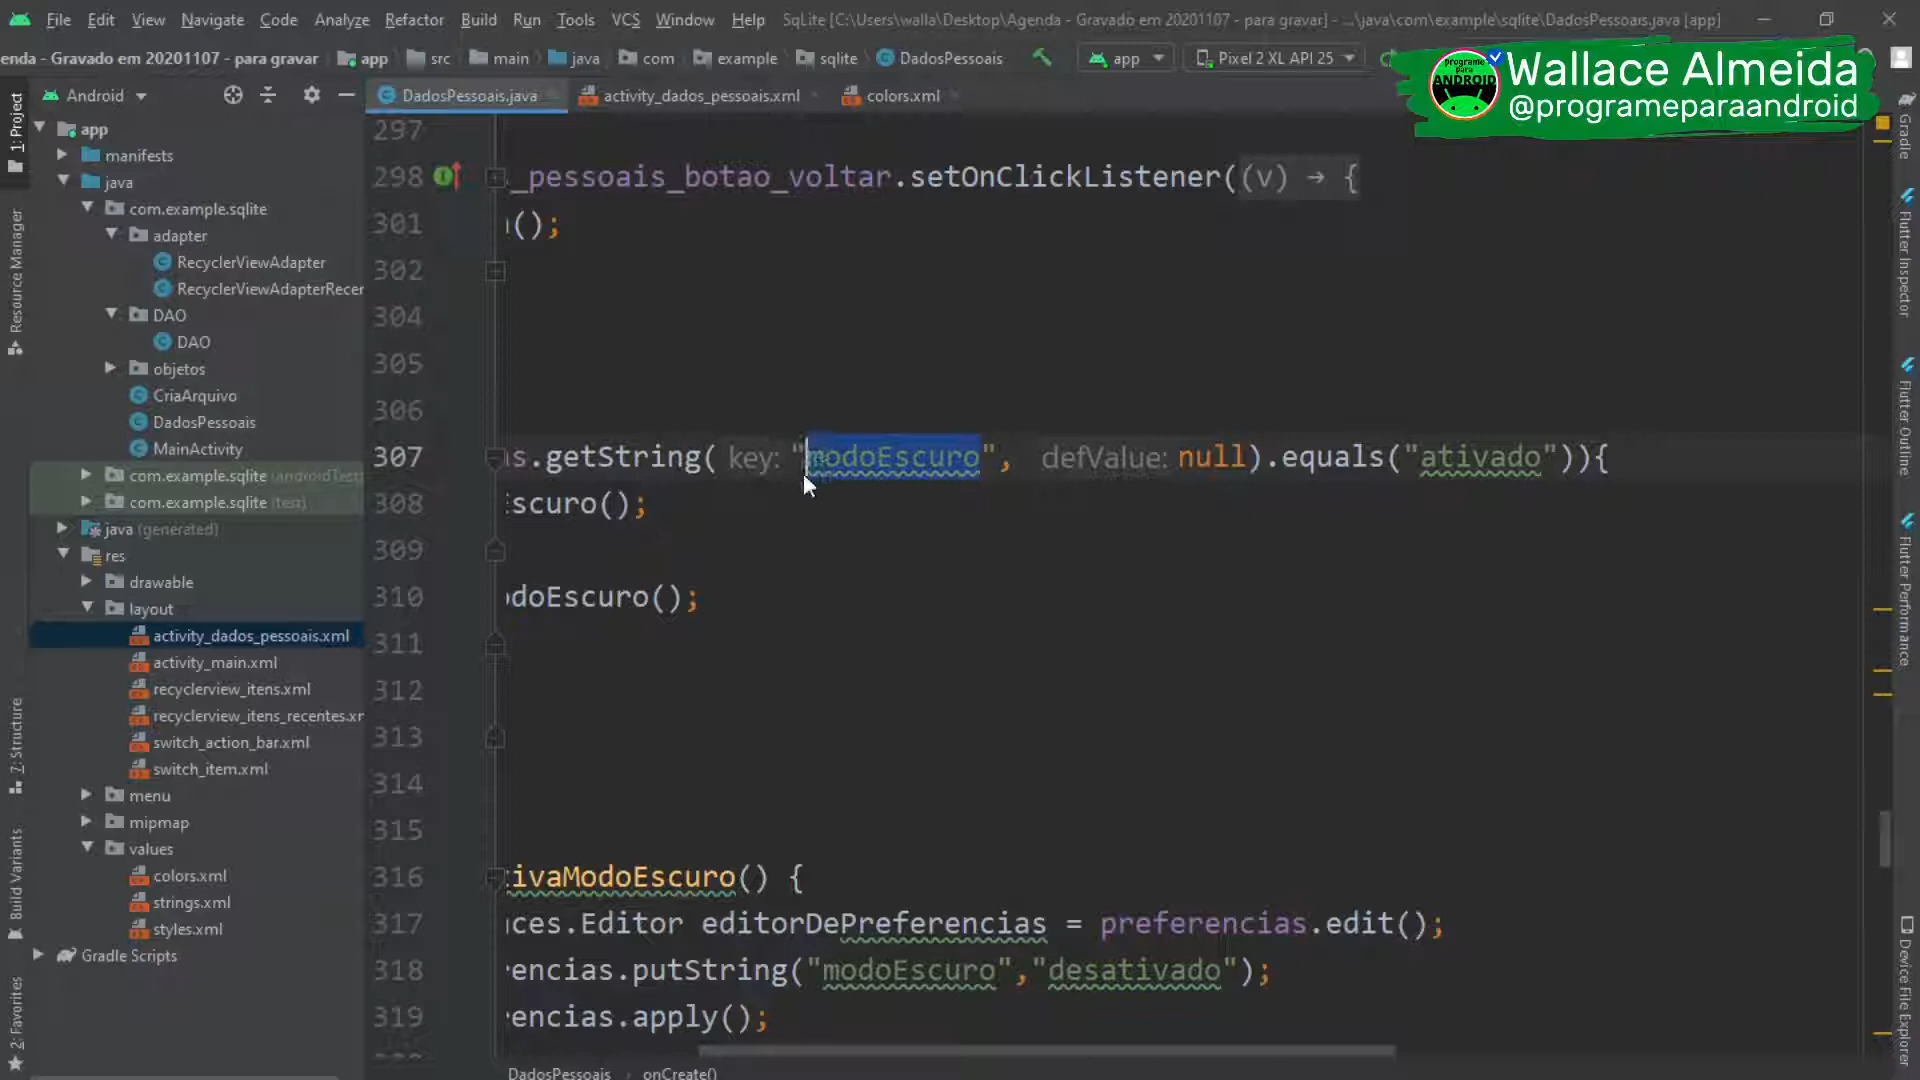 File Edit View Navigate Code Analyze Refactor Build Run Tools VCS Window Help SqLite [C:\Users\walla\Desktop\Agenda - Gravado em 20201107 - para gravar] - ...\java\com\example\sqlite\DadosPessoais.java [app]
enda - Gravado em 20201107 - para gravar app src main java com example sqlite DadosPessoais app Pixel 2 XL API 25
programe para ANDROID
Wallace Almeida
@programeparaandroid
Android
DadosPessoais.java activity_dados_pessoais.xml colors.xml
1: Project
Resource Manager
7: Structure
Build Variants
2: Favorites
app
manifests
java
com.example.sqlite
adapter
RecyclerViewAdapter
RecyclerViewAdapterRecer
DAO
DAO
objetos
CriaArquivo
DadosPessoais
MainActivity
com.example.sqlite (androidTest)
com.example.sqlite (test)
java (generated)
res
drawable
layout
activity_dados_pessoais.xml
activity_main.xml
recyclerview_itens.xml
recyclerview_itens_recentes.xr
switch_action_bar.xml
switch_item.xml
menu
mipmap
values
colors.xml
strings.xml
styles.xml
Gradle Scripts
297
298 _pessoais_botao_voltar.setOnClickListener((v) → {
301 ();
302
304
305
306
307 s.getString( key: "modoEscuro", defValue: null).equals("ativado")){
308 Escuro();
309
310 doEscuro();
311
312
313
314
315
316 ivaModoEscuro() {
317 ces.Editor editorDePreferencias = preferencias.edit();
318 rencias.putString("modoEscuro","desativado");
319 rencias.apply();
DadosPessoais › onCreate()
Gradle
Flutter Inspector
Flutter Outline
Flutter Performance
Device File Explorer